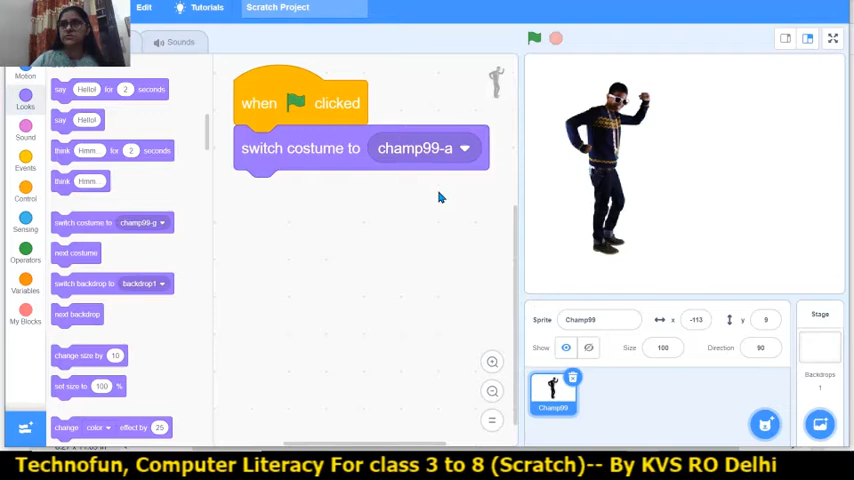 Edit
Tutorials
Scratch Project
Sounds
Motion
Looks
Sound
Events
Control
Sensing
Operators
Variables
My Blocks
say Hello! for 2 seconds
say Hello!
think Hmm... for 2 seconds
think Hmm...
switch costume to champ99-g
next costume
switch backdrop to backdrop1
next backdrop
change size by 10
set size to 100 %
change color effect by 25
when clicked
switch costume to champ99-a
Sprite Champ99 x -113 y 9
Show Size 100 Direction 90
Champ99
Stage
Backdrops
1
Technofun, Computer Literacy For class 3 to 8 (Scratch)-- By KVS RO Delhi